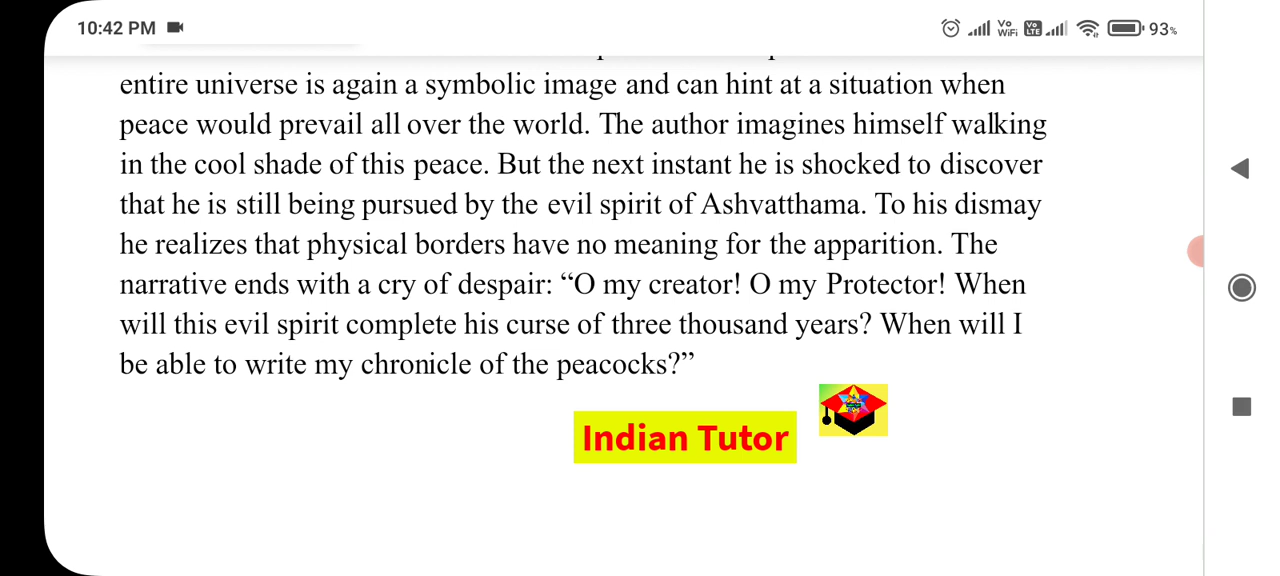 10:42 PM
Vo WiFi Vo LTE 93%
entire universe is again a symbolic image and can hint at a situation when
peace would prevail all over the world. The author imagines himself walking
in the cool shade of this peace. But the next instant he is shocked to discover
that he is still being pursued by the evil spirit of Ashvatthama. To his dismay
he realizes that physical borders have no meaning for the apparition. The
narrative ends with a cry of despair: “O my creator! O my Protector! When
will this evil spirit complete his curse of three thousand years? When will I
be able to write my chronicle of the peacocks?”
Indian Tutor